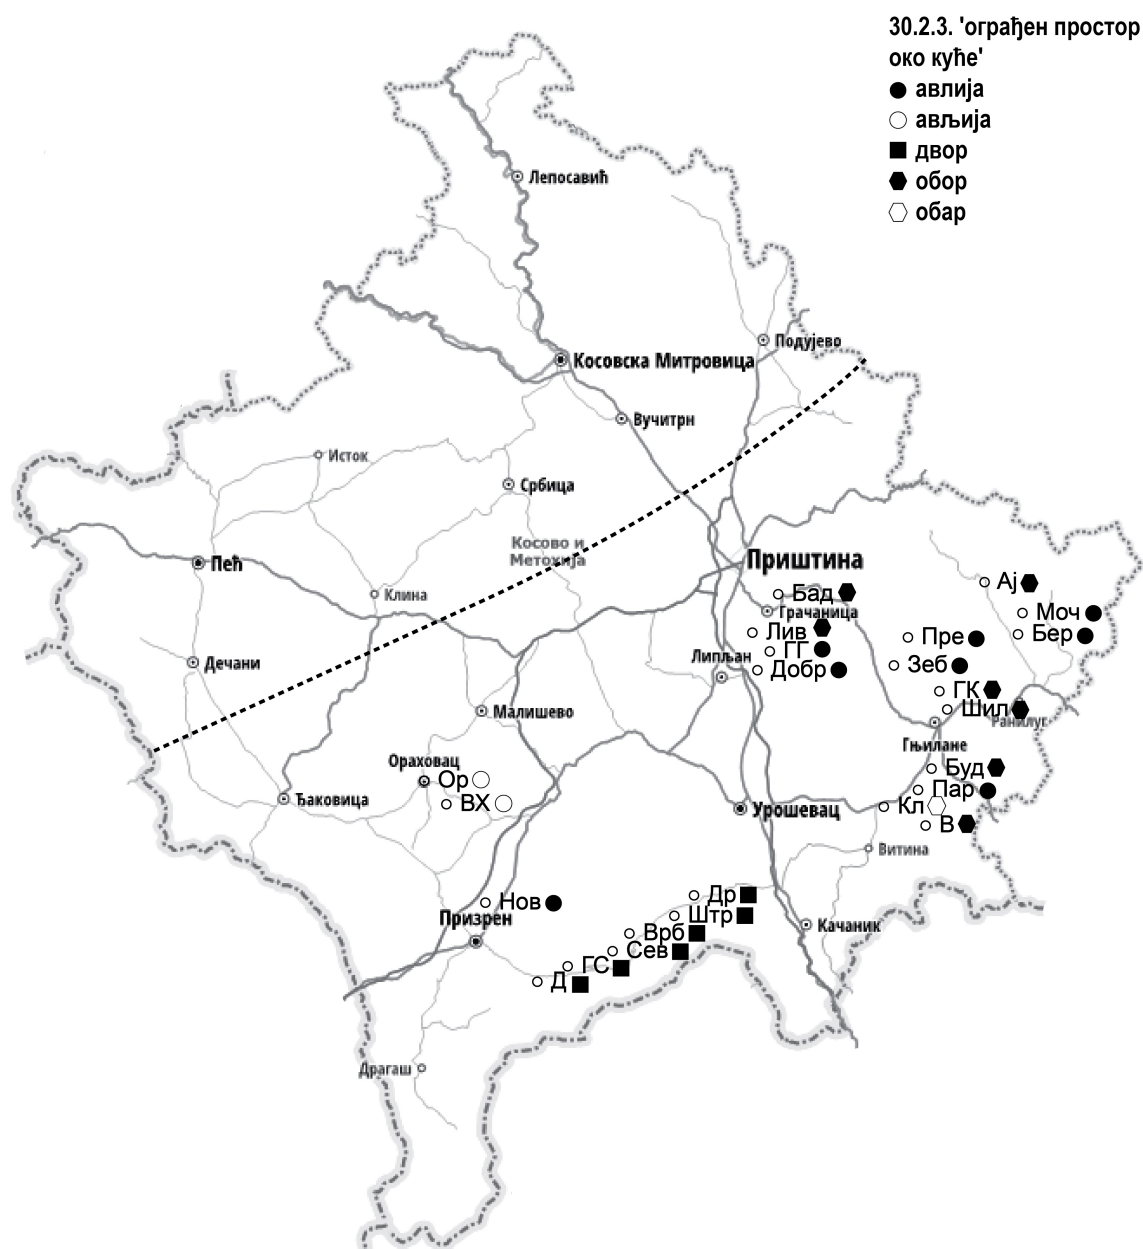 30.2.3. 'ограђен простор
око куће'
авлија
ављија
двор
обор
обар
Лепосавић
Подујево
Косовска Митровица
Вучитрн
Исток
Србица
Косово и
Метохија
Приштина
Пећ
Клина
Ај
Бад
Грачаница
Моч
Лив
Бер
Пре
ГГ
Липљан
Добр
Зеб
Дечани
ГК
Шил
Ранилуг
Малишево
Гњилане
Ораховац
Ор
Буд
Ђаковица
ВХ
Пар
Урошевац
Кл
В
Витина
Др
Нов
Штр
Призрен
Качаник
Врб
Сев
ГС
Д
Драгаш